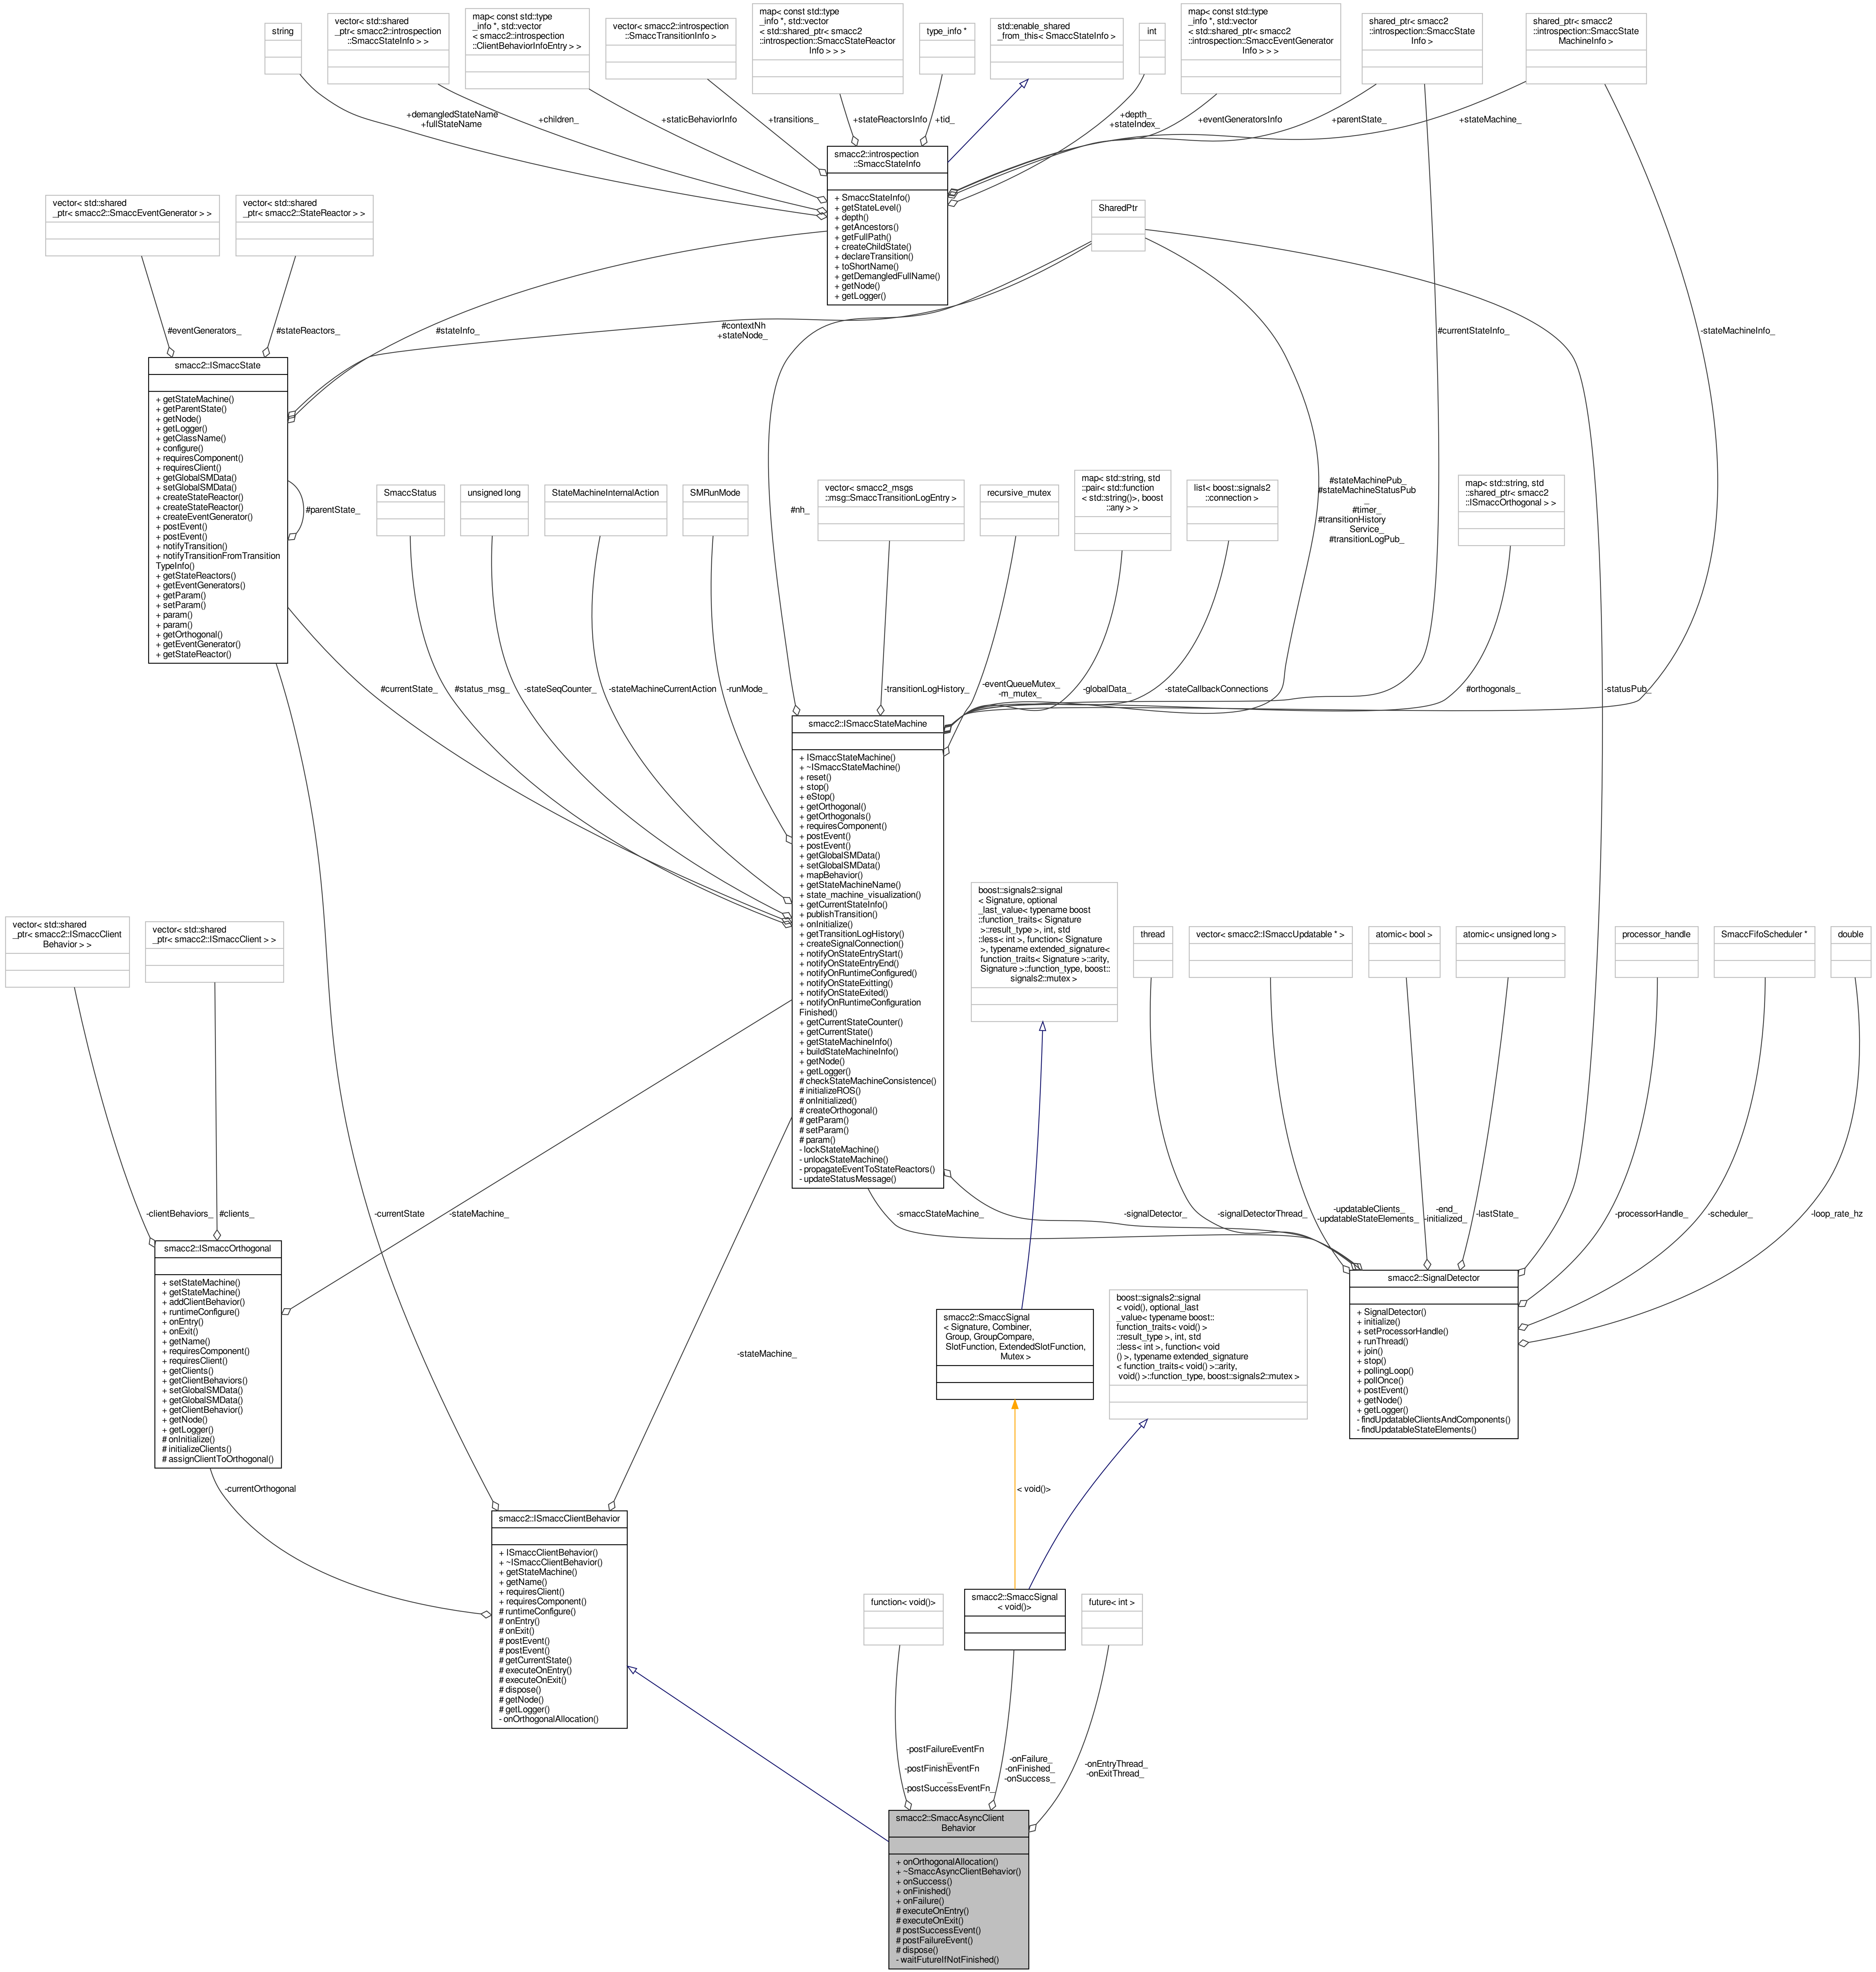 string
vector< std::shared
_ptr< smacc2::introspection
::SmaccStateInfo > >
map< const std::type
_info *, std::vector
< smacc2::introspection
::ClientBehaviorInfoEntry > >
vector< smacc2::introspection
::SmaccTransitionInfo >
map< const std::type
_info *, std::vector
< std::shared_ptr< smacc2
::introspection::SmaccStateReactor
Info > > >
type_info *
std::enable_shared
_from_this< SmaccStateInfo >
int
map< const std::type
_info *, std::vector
< std::shared_ptr< smacc2
::introspection::SmaccEventGenerator
Info > > >
shared_ptr< smacc2
::introspection::SmaccState
Info >
shared_ptr< smacc2
::introspection::SmaccState
MachineInfo >
+demangledStateName
+fullStateName
+children_
+staticBehaviorInfo
+transitions_
+stateReactorsInfo
+tid_
+depth_
+stateIndex_
+eventGeneratorsInfo
+parentState_
+stateMachine_
smacc2::introspection
::SmaccStateInfo
+ SmaccStateInfo()
+ getStateLevel()
+ depth()
+ getAncestors()
+ getFullPath()
+ createChildState()
+ declareTransition()
+ toShortName()
+ getDemangledFullName()
+ getNode()
+ getLogger()
vector< std::shared
_ptr< smacc2::SmaccEventGenerator > >
vector< std::shared
_ptr< smacc2::StateReactor > >
SharedPtr
#eventGenerators_
#stateReactors_
#stateInfo_
#contextNh
+stateNode_
#currentStateInfo_
-stateMachineInfo_
smacc2::ISmaccState
+ getStateMachine()
+ getParentState()
+ getNode()
+ getLogger()
+ getClassName()
+ configure()
+ requiresComponent()
+ requiresClient()
+ getGlobalSMData()
+ setGlobalSMData()
+ createStateReactor()
+ createStateReactor()
+ createEventGenerator()
+ postEvent()
+ postEvent()
+ notifyTransition()
+ notifyTransitionFromTransition
TypeInfo()
+ getStateReactors()
+ getEventGenerators()
+ getParam()
+ setParam()
+ param()
+ param()
+ getOrthogonal()
+ getEventGenerator()
+ getStateReactor()
#parentState_
SmaccStatus
unsigned long
StateMachineInternalAction
SMRunMode
#nh_
vector< smacc2_msgs
::msg::SmaccTransitionLogEntry >
recursive_mutex
map< std::string, std
::pair< std::function
< std::string()>, boost
::any > >
list< boost::signals2
::connection >
#stateMachinePub_
#stateMachineStatusPub
_
#timer_
#transitionHistory
Service_
#transitionLogPub_
map< std::string, std
::shared_ptr< smacc2
::ISmaccOrthogonal > >
#currentState_
#status_msg_
-stateSeqCounter_
-stateMachineCurrentAction
-runMode_
-transitionLogHistory_
-eventQueueMutex_
-m_mutex_
-globalData_
-stateCallbackConnections
#orthogonals_
-statusPub_
smacc2::ISmaccStateMachine
+ ISmaccStateMachine()
+ ~ISmaccStateMachine()
+ reset()
+ stop()
+ eStop()
+ getOrthogonal()
+ getOrthogonals()
+ requiresComponent()
+ postEvent()
+ postEvent()
+ getGlobalSMData()
+ setGlobalSMData()
+ mapBehavior()
+ getStateMachineName()
+ state_machine_visualization()
+ getCurrentStateInfo()
+ publishTransition()
+ onInitialize()
+ getTransitionLogHistory()
+ createSignalConnection()
+ notifyOnStateEntryStart()
+ notifyOnStateEntryEnd()
+ notifyOnRuntimeConfigured()
+ notifyOnStateExitting()
+ notifyOnStateExited()
+ notifyOnRuntimeConfiguration
Finished()
+ getCurrentStateCounter()
+ getCurrentState()
+ getStateMachineInfo()
+ buildStateMachineInfo()
+ getNode()
+ getLogger()
# checkStateMachineConsistence()
# initializeROS()
# onInitialized()
# createOrthogonal()
# getParam()
# setParam()
# param()
- lockStateMachine()
- unlockStateMachine()
- propagateEventToStateReactors()
- updateStatusMessage()
vector< std::shared
_ptr< smacc2::ISmaccClient
Behavior > >
vector< std::shared
_ptr< smacc2::ISmaccClient > >
boost::signals2::signal
< Signature, optional
_last_value< typename boost
::function_traits< Signature
>::result_type >, int, std
::less< int >, function< Signature
>, typename extended_signature<
function_traits< Signature >::arity,
Signature >::function_type, boost::
signals2::mutex >
thread
vector< smacc2::ISmaccUpdatable * >
atomic< bool >
atomic< unsigned long >
processor_handle
SmaccFifoScheduler *
double
-clientBehaviors_
#clients_
-currentState
-stateMachine_
-smaccStateMachine_
-signalDetector_
-signalDetectorThread_
-updatableClients_
-updatableStateElements_
-end_
-initialized_
-lastState_
-processorHandle_
-scheduler_
-loop_rate_hz
smacc2::ISmaccOrthogonal
+ setStateMachine()
+ getStateMachine()
+ addClientBehavior()
+ runtimeConfigure()
+ onEntry()
+ onExit()
+ getName()
+ requiresComponent()
+ requiresClient()
+ getClients()
+ getClientBehaviors()
+ setGlobalSMData()
+ getGlobalSMData()
+ getClientBehavior()
+ getNode()
+ getLogger()
# onInitialize()
# initializeClients()
# assignClientToOrthogonal()
smacc2::SignalDetector
+ SignalDetector()
+ initialize()
+ setProcessorHandle()
+ runThread()
+ join()
+ stop()
+ pollingLoop()
+ pollOnce()
+ postEvent()
+ getNode()
+ getLogger()
- findUpdatableClientsAndComponents()
- findUpdatableStateElements()
smacc2::SmaccSignal
< Signature, Combiner,
Group, GroupCompare,
SlotFunction, ExtendedSlotFunction,
Mutex >
boost::signals2::signal
< void(), optional_last
_value< typename boost::
function_traits< void() >
::result_type >, int, std
::less< int >, function< void
() >, typename extended_signature
< function_traits< void() >::arity,
void() >::function_type, boost::signals2::mutex >
-stateMachine_
-currentOrthogonal
< void()>
smacc2::ISmaccClientBehavior
+ ISmaccClientBehavior()
+ ~ISmaccClientBehavior()
+ getStateMachine()
+ getName()
+ requiresClient()
+ requiresComponent()
# runtimeConfigure()
# onEntry()
# onExit()
# postEvent()
# postEvent()
# getCurrentState()
# executeOnEntry()
# executeOnExit()
# dispose()
# getNode()
# getLogger()
- onOrthogonalAllocation()
function< void()>
smacc2::SmaccSignal
< void()>
future< int >
-postFailureEventFn
_
-postFinishEventFn
_
-postSuccessEventFn_
-onFailure_
-onFinished_
-onSuccess_
-onEntryThread_
-onExitThread_
smacc2::SmaccAsyncClient
Behavior
+ onOrthogonalAllocation()
+ ~SmaccAsyncClientBehavior()
+ onSuccess()
+ onFinished()
+ onFailure()
# executeOnEntry()
# executeOnExit()
# postSuccessEvent()
# postFailureEvent()
# dispose()
- waitFutureIfNotFinished()